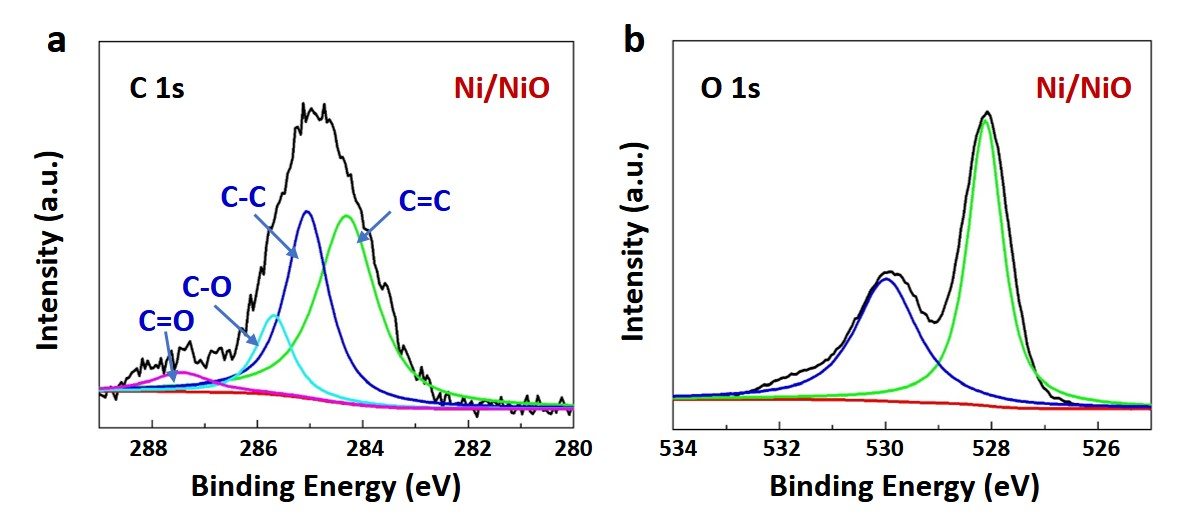 a
C 1s
Ni/NiO
C-C
C=C
C-O
C=O
Intensity (a.u.)
288 286 284 282 280
Binding Energy (eV)
b
O 1s
Ni/NiO
Intensity (a.u.)
534 532 530 528 526
Binding Energy (eV)